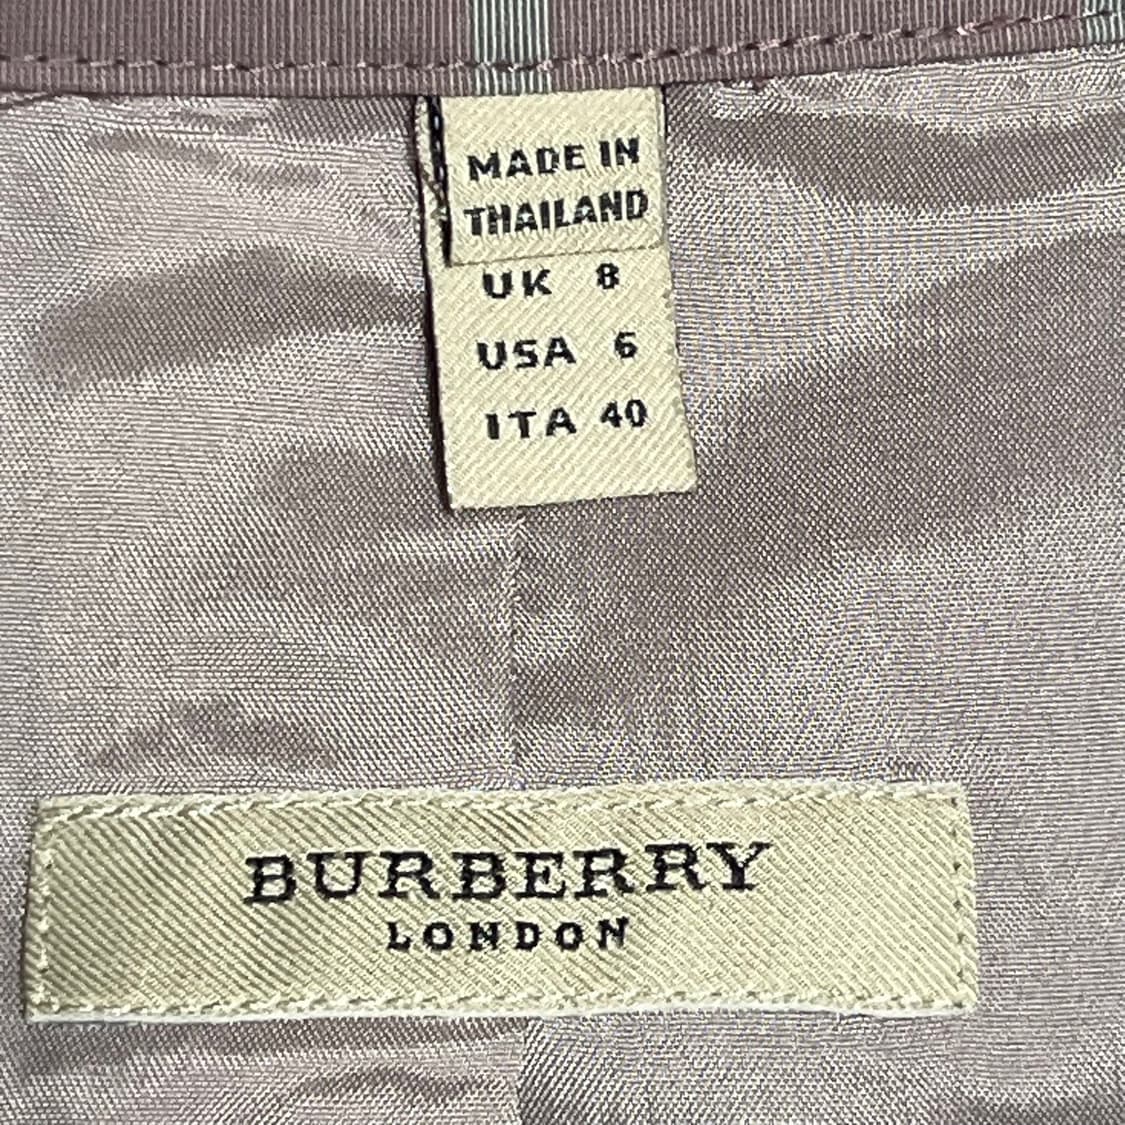 MADE IN
THAILAND
UK 8
USA 6
ITA 40
BURBERRY
LONDON